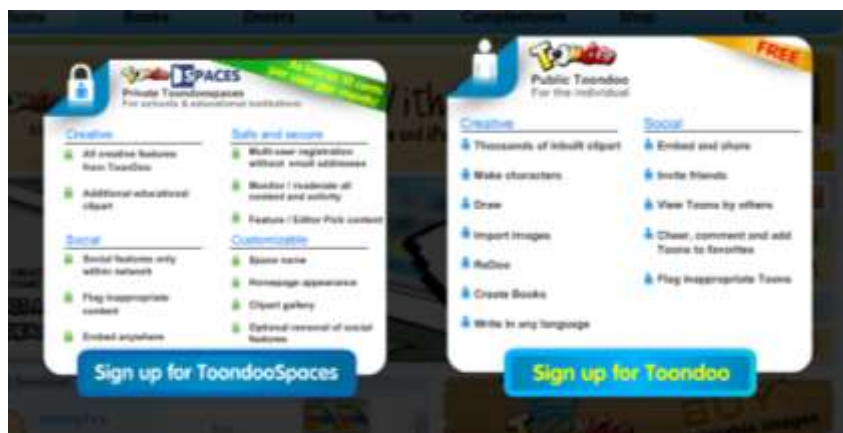 Toondoo SPACES
Private Toondoospaces
For schools & educational institutions
Creative
All creative features
from ToonDoo
Additional educational
clipart
Social
Social features only
within network
Flag inappropriate
content
Embed anywhere
Safe and secure
Multi-user registration
without email addresses
Monitor / moderate all
content and activity
Feature / Editor Pick content
Customizable
Space name
Homepage appearance
Clipart gallery
Optional removal of social
features
Sign up for ToondooSpaces
Toondoo
FREE
Public Toondoo
For the individual
Creative
Thousands of inbuilt clipart
Make characters
Draw
Import images
ReDoo
Create Books
Write in any language
Social
Embed and share
Invite friends
View Toons by others
Cheer, comment and add
Toons to favorites
Flag inappropriate Toons
Sign up for Toondoo